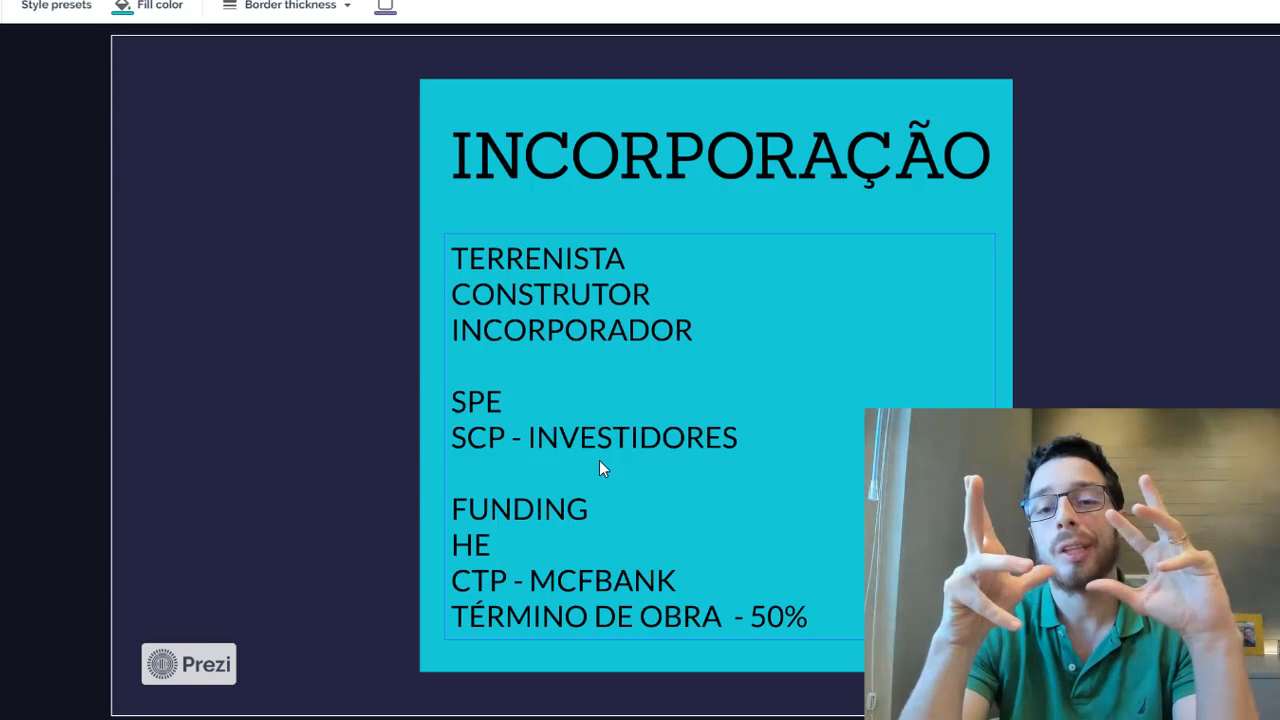 Style presets Fill color Border thickness
INCORPORAÇÃO
TERRENISTA
CONSTRUTOR
INCORPORADOR
SPE
SCP - INVESTIDORES
FUNDING
HE
CTP - MCFBANK
TÉRMINO DE OBRA - 50%
Prezi